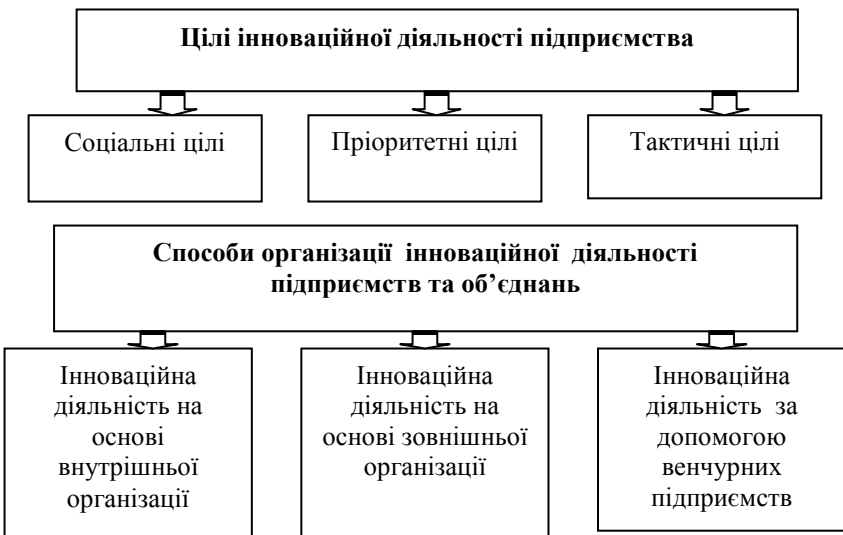 Цілі інноваційної діяльності підприємства
Соціальні цілі
Пріоритетні цілі
Тактичні цілі
Способи організації інноваційної діяльності
підприємств та об’єднань
Інноваційна
діяльність на
основі
внутрішньої
організації
Інноваційна
діяльність на
основі зовнішньої
організації
Інноваційна
діяльність за
допомогою
венчурних
підприємств